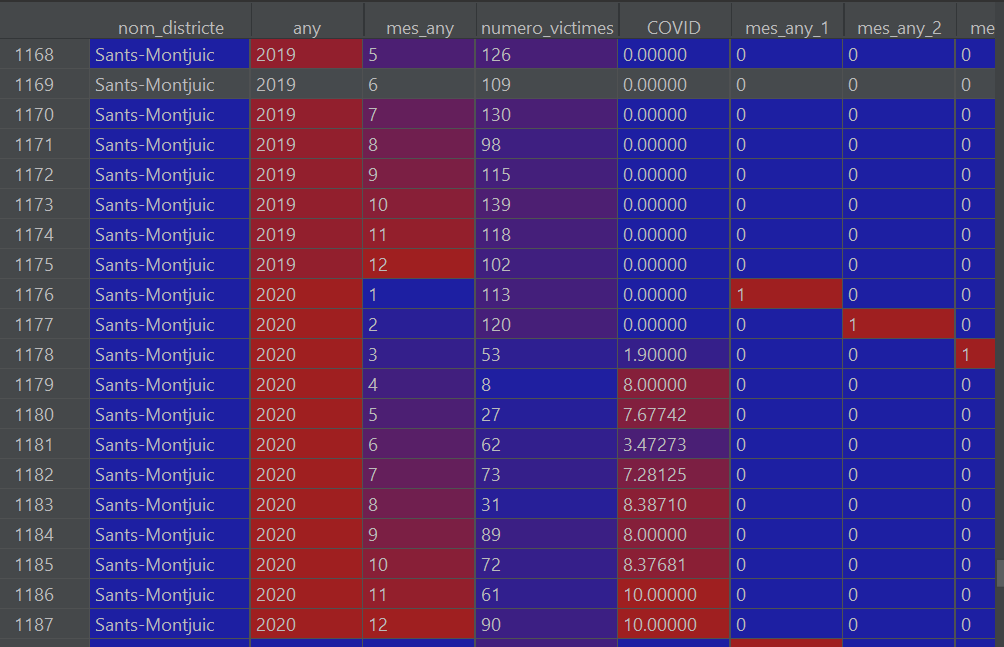 nom_districte any mes_any numero_victimes COVID mes_any_1 mes_any_2 me
1168 Sants-Montjuic 2019 5 126 0.00000 0 0 0
1169 Sants-Montjuic 2019 6 109 0.00000 0 0 0
1170 Sants-Montjuic 2019 7 130 0.00000 0 0 0
1171 Sants-Montjuic 2019 8 98 0.00000 0 0 0
1172 Sants-Montjuic 2019 9 115 0.00000 0 0 0
1173 Sants-Montjuic 2019 10 139 0.00000 0 0 0
1174 Sants-Montjuic 2019 11 118 0.00000 0 0 0
1175 Sants-Montjuic 2019 12 102 0.00000 0 0 0
1176 Sants-Montjuic 2020 1 113 0.00000 1 0 0
1177 Sants-Montjuic 2020 2 120 0.00000 0 1 0
1178 Sants-Montjuic 2020 3 53 1.90000 0 0 1
1179 Sants-Montjuic 2020 4 8 8.00000 0 0 0
1180 Sants-Montjuic 2020 5 27 7.67742 0 0 0
1181 Sants-Montjuic 2020 6 62 3.47273 0 0 0
1182 Sants-Montjuic 2020 7 73 7.28125 0 0 0
1183 Sants-Montjuic 2020 8 31 8.38710 0 0 0
1184 Sants-Montjuic 2020 9 89 8.00000 0 0 0
1185 Sants-Montjuic 2020 10 72 8.37681 0 0 0
1186 Sants-Montjuic 2020 11 61 10.00000 0 0 0
1187 Sants-Montjuic 2020 12 90 10.00000 0 0 0